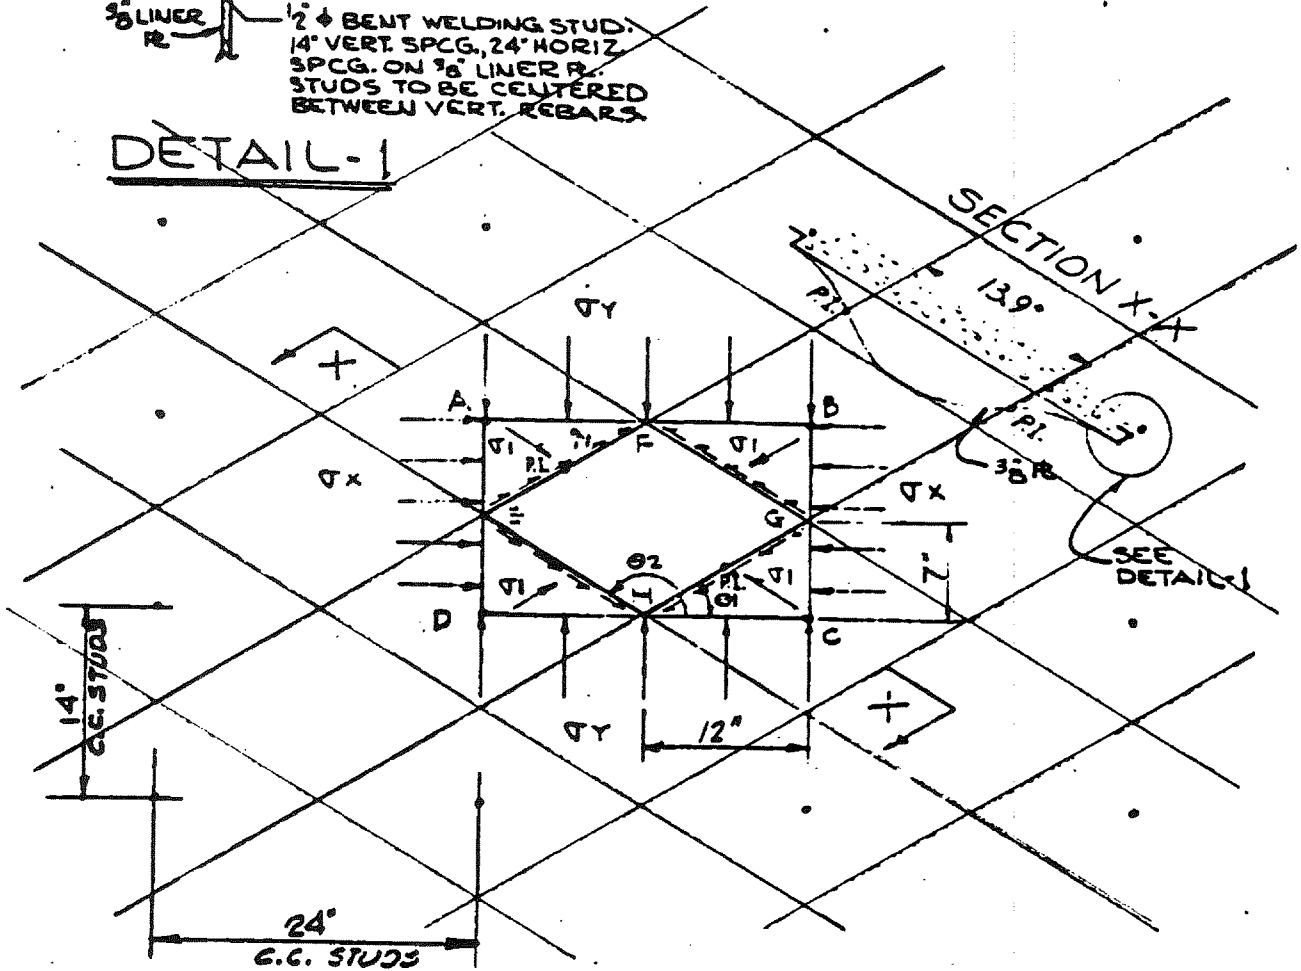 3/8" LINER
PL
1/2" ϕ BENT WELDING STUD.
14" VERT. SPCG., 24" HORIZ
SPCG. ON 3/8" LINER PL.
STUDS TO BE CENTERED
BETWEEN VERT. REBARS
DETAIL-1
SECTION X-X
13.9"
P.I.
P.I.
3/8" PL
SEE
DETAIL-1
σY
X
A
B
σ1
P.I.
F
σ1
σX
σX
G
7"
σ1
θ2
I
P.I.
θ1
σ1
D
C
σY
12"
X
14"
C.C. STUDS
24"
C.C. STUDS